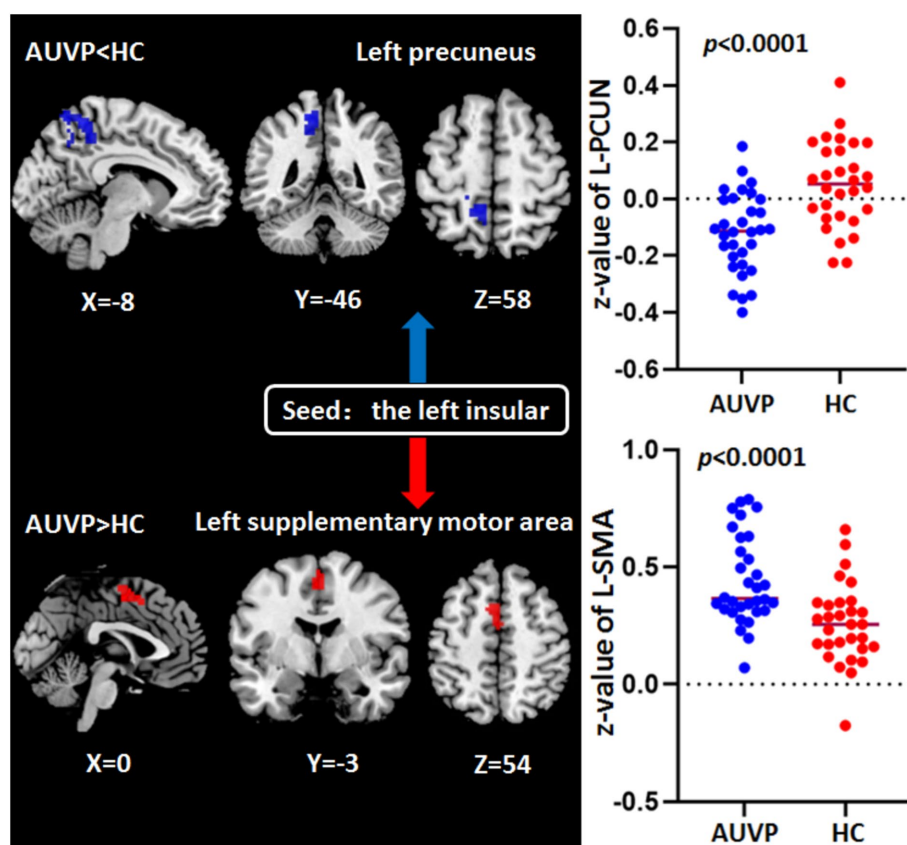 AUVP<HC
Left precuneus
X=-8
Y=-46
Z=58
Seed： the left insular
AUVP>HC
Left supplementary motor area
X=0
Y=-3
Z=54
z-value of L-PCUN
0.6
0.4
0.2
0.0
-0.2
-0.4
-0.6
p<0.0001
AUVP
HC
z-value of L-SMA
1.0
0.5
0.0
-0.5
p<0.0001
AUVP
HC